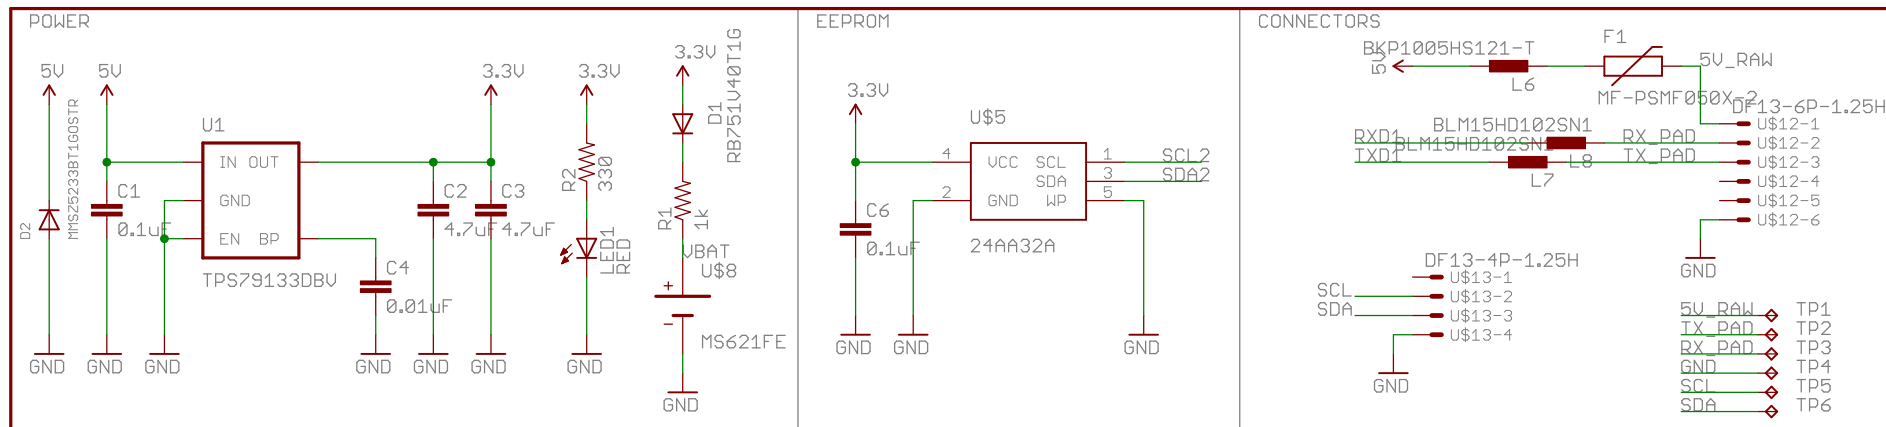 POWER
5V
5V
3.3V
3.3V
3.3V
D1
RB751V40T1G
MMSZ5233BT1GOSTR
D2
U1
IN OUT
GND
EN BP
TPS79133DBV
C1
0.1uF
C2
4.7uF
C3
4.7uF
C4
0.01uF
R2
330
LED1
RED
R1
1k
VBAT
U$8
+
-
MS621FE
GND
GND
GND
GND
GND
GND
GND
GND
EEPROM
3.3V
U$5
4 VCC SCL 1 SCL2
SDA 3 SDA2
2 GND WP 5
24AA32A
C6
0.1uF
GND
GND
GND
CONNECTORS
BKP1005HS121-T
5V
L6
F1
5V_RAW
MF-PSMF050X-2
DF13-6P-1.25H
U$12-1
BLM15HD102SN1
RXD1
RX_PAD
U$12-2
BLM15HD102SN1
L8
TXD1
TX_PAD
U$12-3
L7
U$12-4
U$12-5
U$12-6
GND
DF13-4P-1.25H
U$13-1
SCL
U$13-2
SDA
U$13-3
U$13-4
GND
5V_RAW TP1
TX_PAD TP2
RX_PAD TP3
GND TP4
SCL TP5
SDA TP6